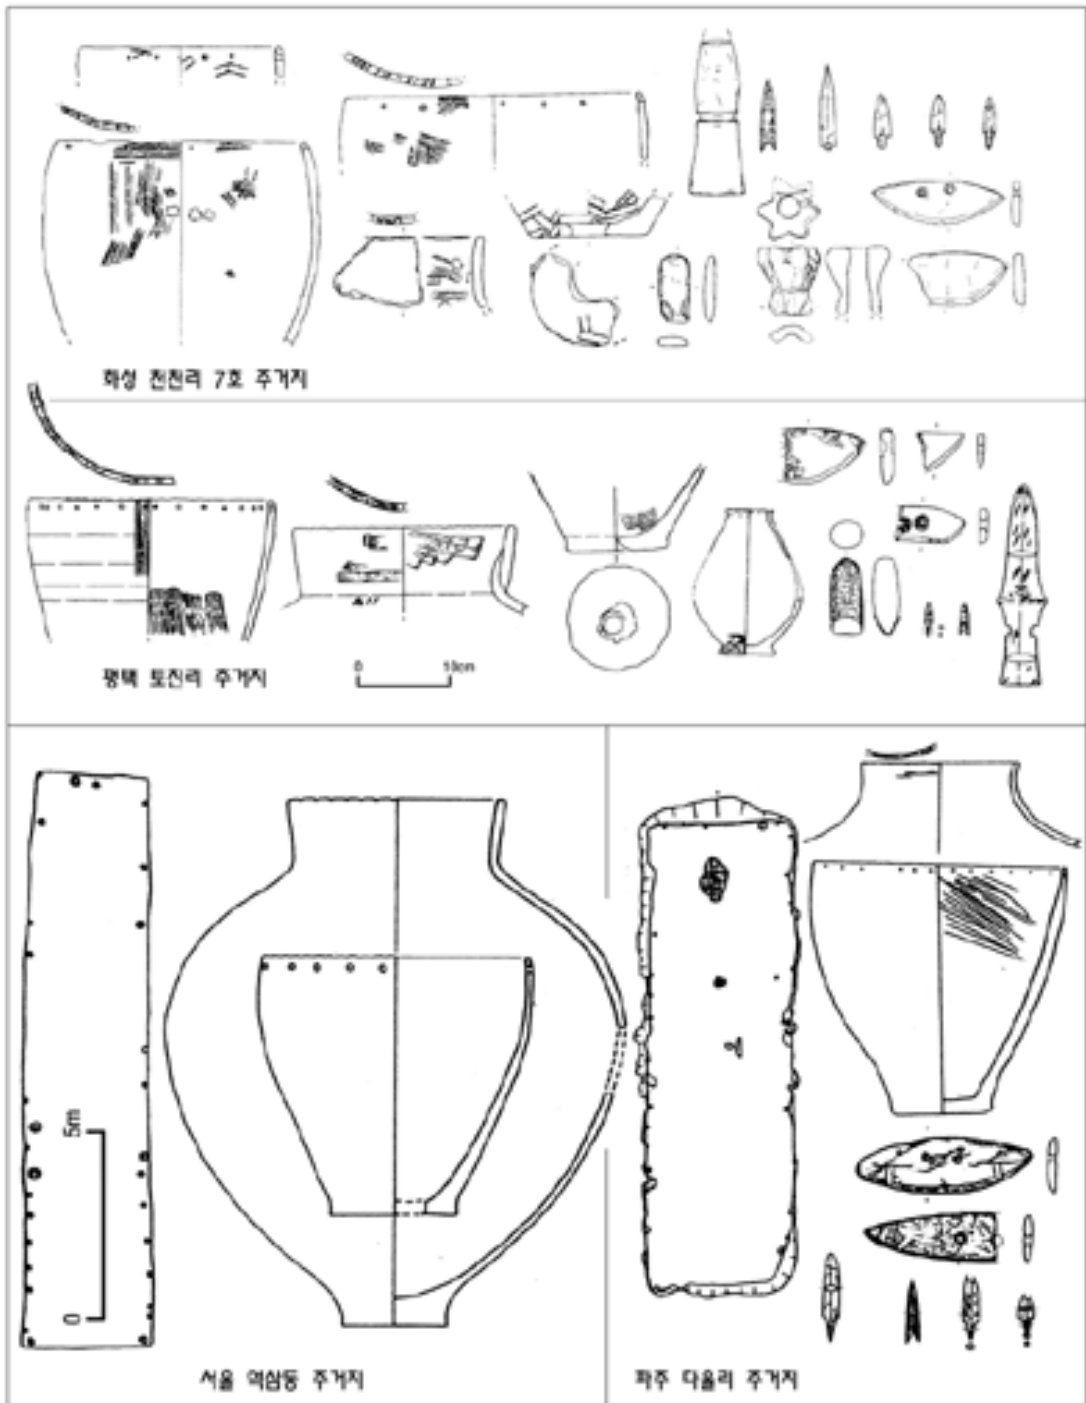 화성 천천리 7호 주거지
평택 토진리 주거지
0 10cm
5m
0
서울 역삼동 주거지
파주 다율리 주거지